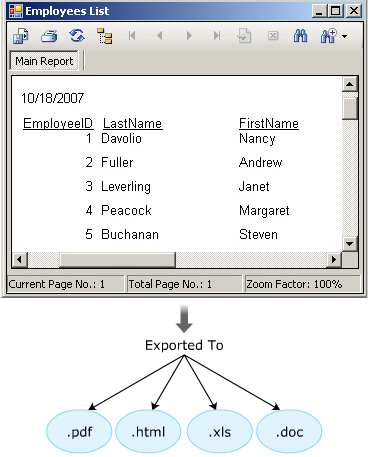 Employees List
Main Report
10/18/2007
EmployeeID LastName FirstName
1 Davolio Nancy
2 Fuller Andrew
3 Leverling Janet
4 Peacock Margaret
5 Buchanan Steven
Current Page No.: 1 Total Page No.: 1 Zoom Factor: 100%
Exported To
.pdf .html .xls .doc